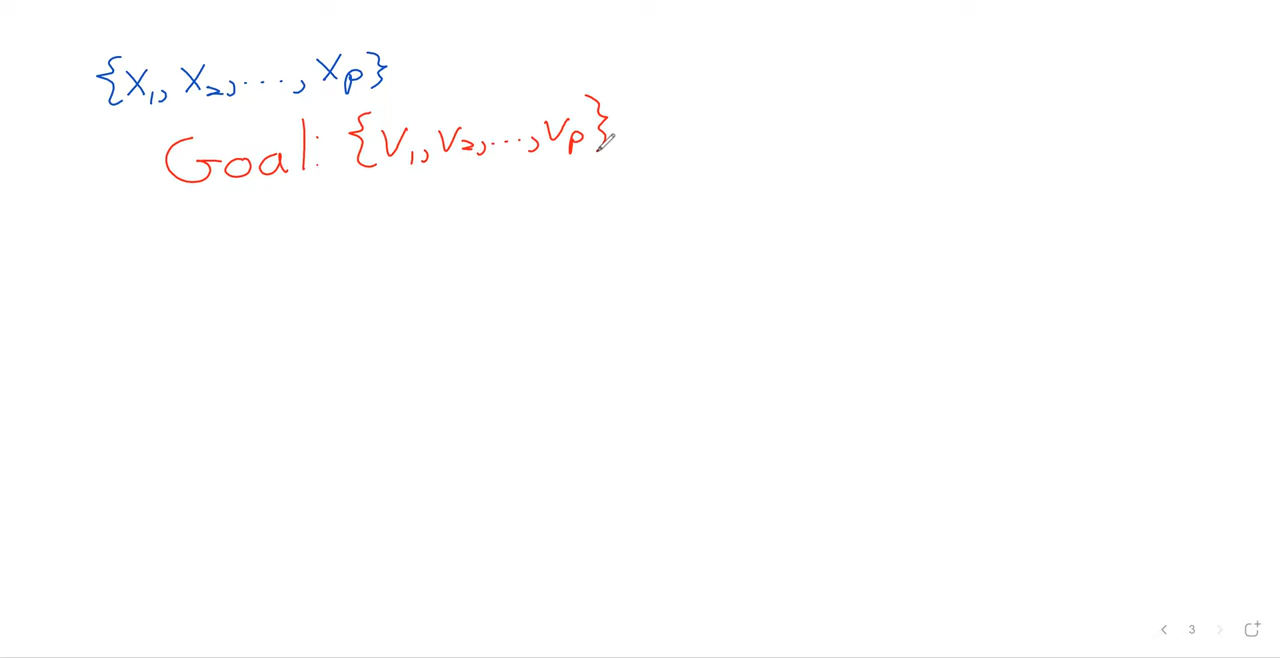 {x₁, x₂, ..., xₚ}
Goal: {v₁, v₂, ..., vₚ}
3